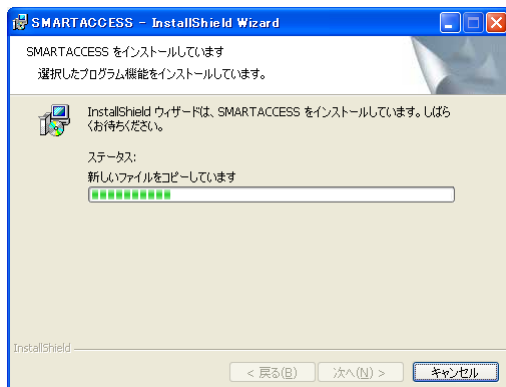 SMARTACCESS - InstallShield Wizard
SMARTACCESS をインストールしています
選択したプログラム機能をインストールしています。
InstallShield ウィザードは、SMARTACCESS をインストールしています。しばら
くお待ちください。
ステータス:
新しいファイルをコピーしています
InstallShield
< 戻る(B)
次へ(N) >
キャンセル